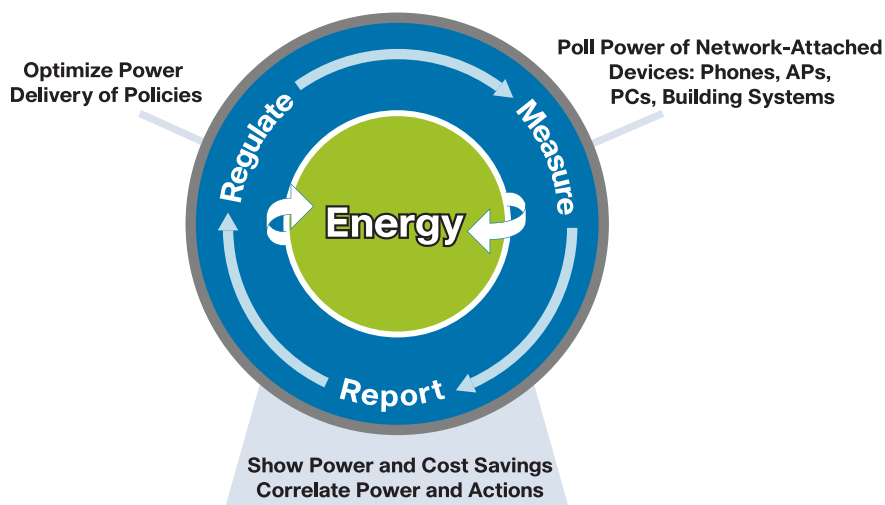 Optimize Power
Delivery of Policies
Poll Power of Network-Attached
Devices: Phones, APs,
PCs, Building Systems
Regulate
Measure
Energy
Report
Show Power and Cost Savings
Correlate Power and Actions